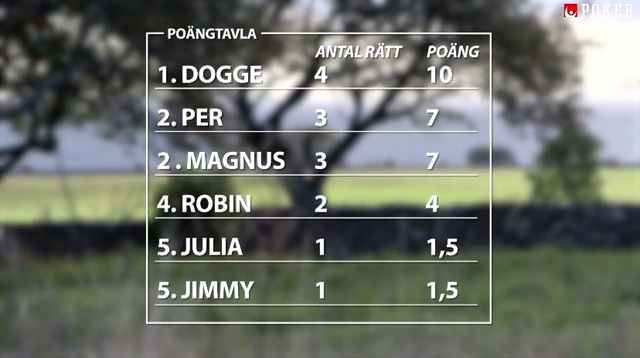 POKER
POÄNGTAVLA
ANTAL RÄTT POÄNG
1. DOGGE 4 10
2. PER 3 7
2. MAGNUS 3 7
4. ROBIN 2 4
5. JULIA 1 1,5
5. JIMMY 1 1,5